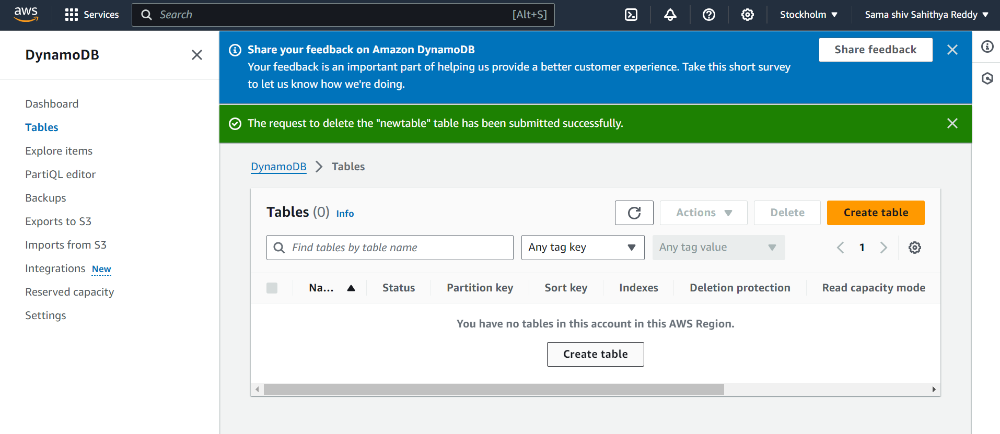 aws
Services
Search
[Alt+S]
Stockholm
Sama shiv Sahithya Reddy
DynamoDB
Dashboard
Tables
Explore items
PartiQL editor
Backups
Exports to S3
Imports from S3
Integrations New
Reserved capacity
Settings
Share your feedback on Amazon DynamoDB
Your feedback is an important part of helping us provide a better customer experience. Take this short survey
to let us know how we're doing.
Share feedback
The request to delete the "newtable" table has been submitted successfully.
DynamoDB
Tables
Tables (0) Info
Actions
Delete
Create table
Find tables by table name
Any tag key
Any tag value
1
Na...
Status
Partition key
Sort key
Indexes
Deletion protection
Read capacity mode
You have no tables in this account in this AWS Region.
Create table